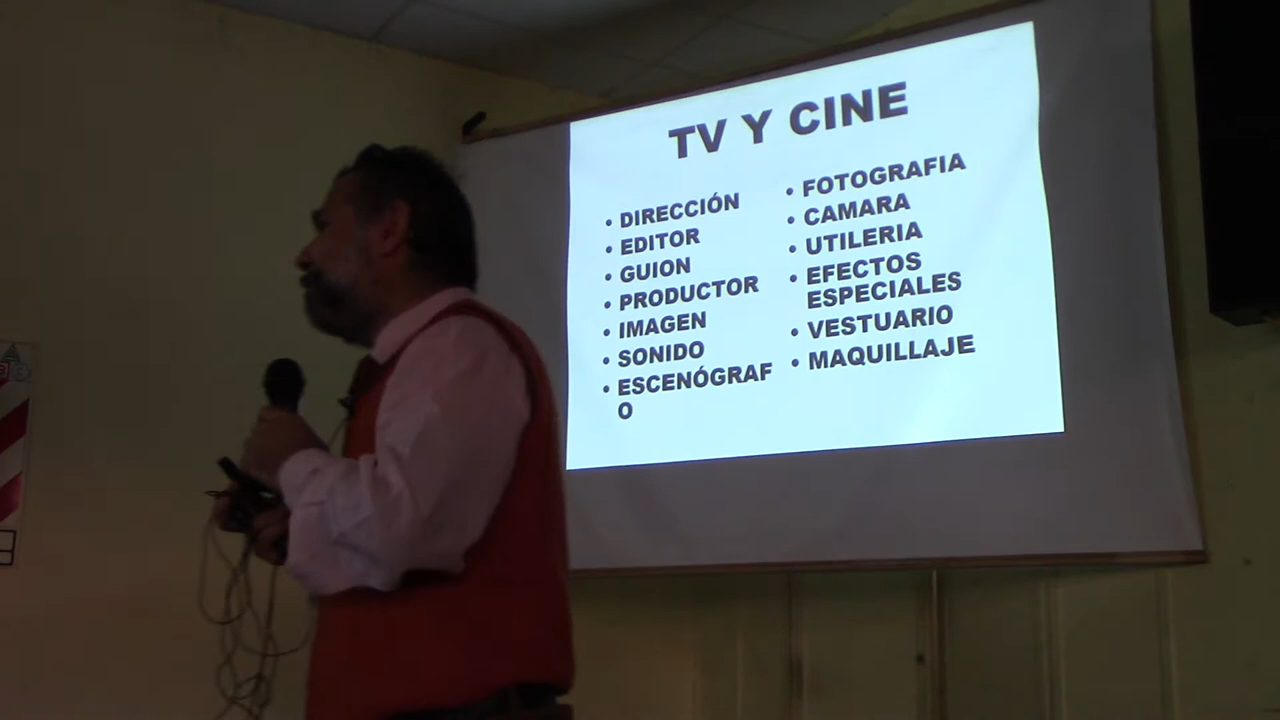 TV Y CINE
• DIRECCIÓN
• EDITOR
• GUION
• PRODUCTOR
• IMAGEN
• SONIDO
• ESCENÓGRAF
O
• FOTOGRAFIA
• CAMARA
• UTILERIA
• EFECTOS
ESPECIALES
• VESTUARIO
• MAQUILLAJE